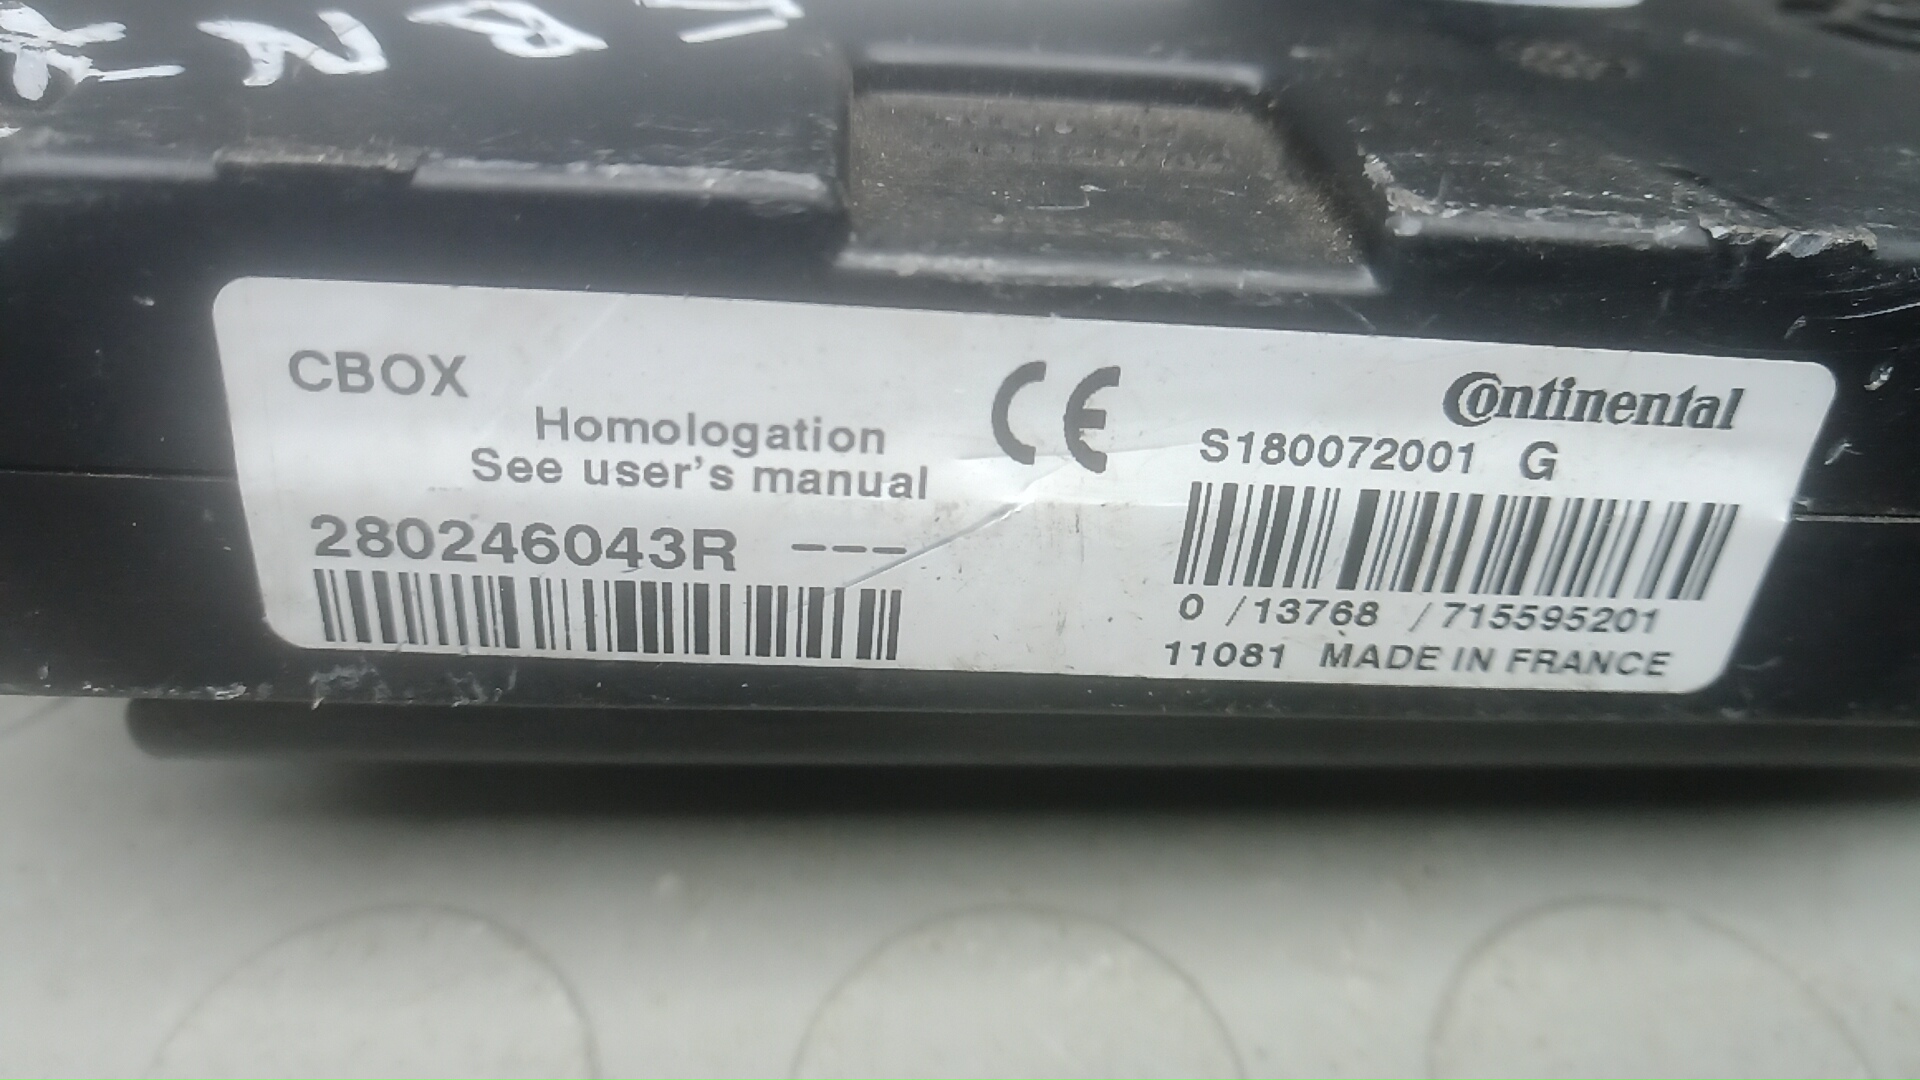 CBOX
Homologation
See user's manual
280246043R ---
CE
Continental
S180072001 G
0 /13768 /715595201
11081 MADE IN FRANCE